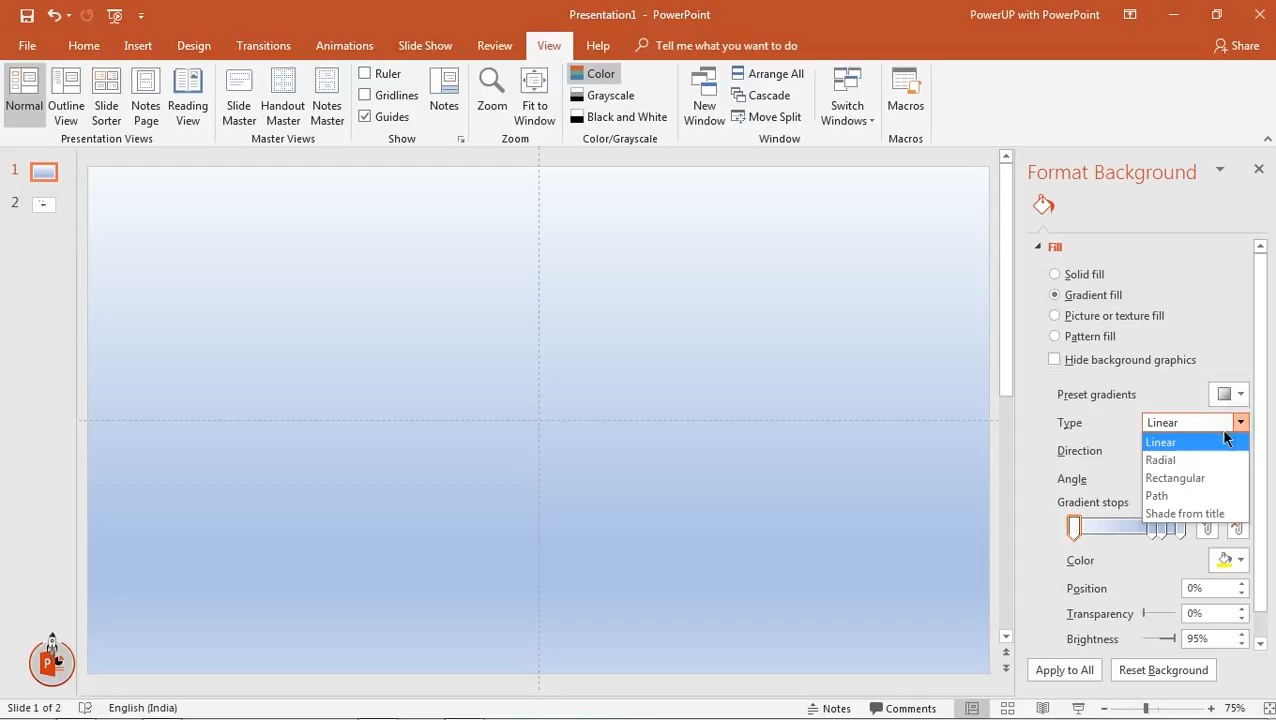 Presentation1 - PowerPoint
PowerUP with PowerPoint
File Home Insert Design Transitions Animations Slide Show Review View Help Tell me what you want to do Share
Normal
Outline View
Slide Sorter
Notes Page
Reading View
Presentation Views
Slide Master
Handout Master
Notes Master
Master Views
Ruler
Gridlines
Guides
Notes
Show
Zoom
Fit to Window
Zoom
Color
Grayscale
Black and White
Color/Grayscale
New Window
Arrange All
Cascade
Move Split
Switch Windows
Window
Macros
Macros
1
2
Format Background
Fill
Solid fill
Gradient fill
Picture or texture fill
Pattern fill
Hide background graphics
Preset gradients
Type Linear
Linear
Radial
Rectangular
Path
Shade from title
Direction
Angle
Gradient stops
Color
Position 0%
Transparency 0%
Brightness 95%
Apply to All Reset Background
P
Slide 1 of 2 English (India) Notes Comments 75%